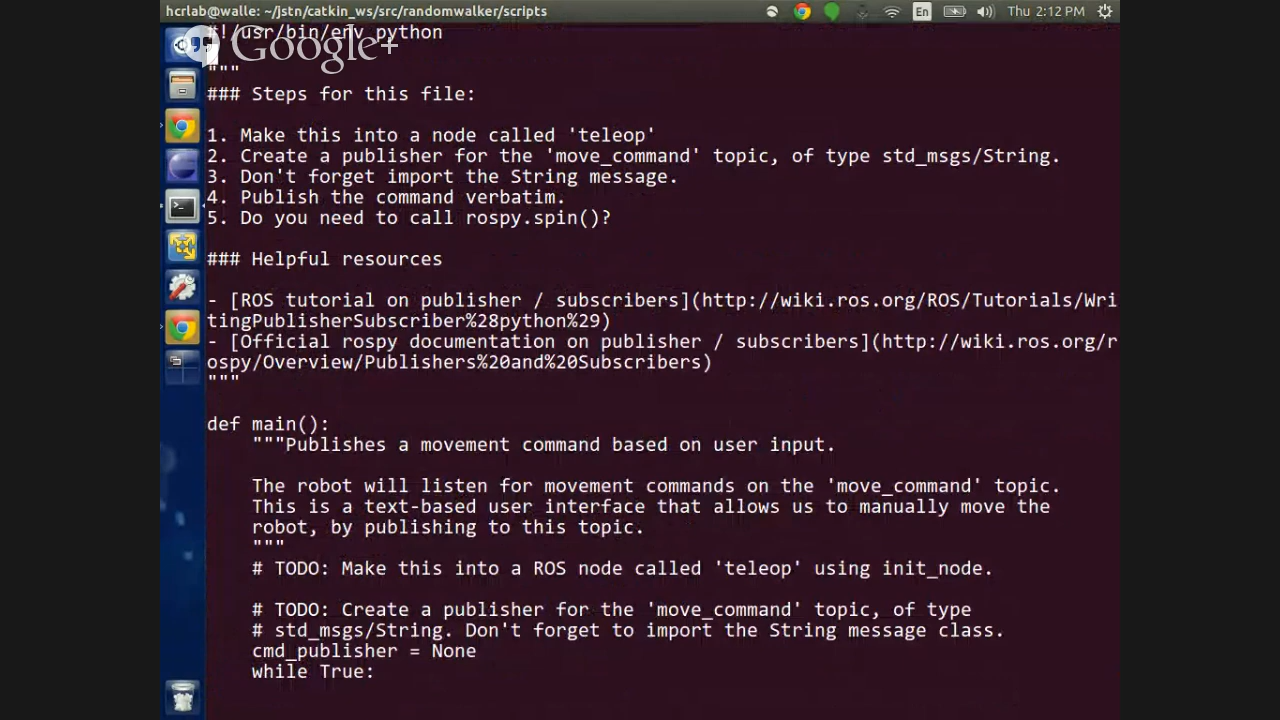 hcrlab@walle: ~/jstn/catkin_ws/src/randomwalker/scripts
En
Thu 2:12 PM
#!/usr/bin/env python
Google+
"""
### Steps for this file:
1. Make this into a node called 'teleop'
2. Create a publisher for the 'move_command' topic, of type std_msgs/String.
3. Don't forget import the String message.
4. Publish the command verbatim.
5. Do you need to call rospy.spin()?
### Helpful resources
- [ROS tutorial on publisher / subscribers](http://wiki.ros.org/ROS/Tutorials/Wri
tingPublisherSubscriber%28python%29)
- [Official rospy documentation on publisher / subscribers](http://wiki.ros.org/r
ospy/Overview/Publishers%20and%20Subscribers)
"""
def main():
"""Publishes a movement command based on user input.
The robot will listen for movement commands on the 'move_command' topic.
This is a text-based user interface that allows us to manually move the
robot, by publishing to this topic.
"""
# TODO: Make this into a ROS node called 'teleop' using init_node.
# TODO: Create a publisher for the 'move_command' topic, of type
# std_msgs/String. Don't forget to import the String message class.
cmd_publisher = None
while True: